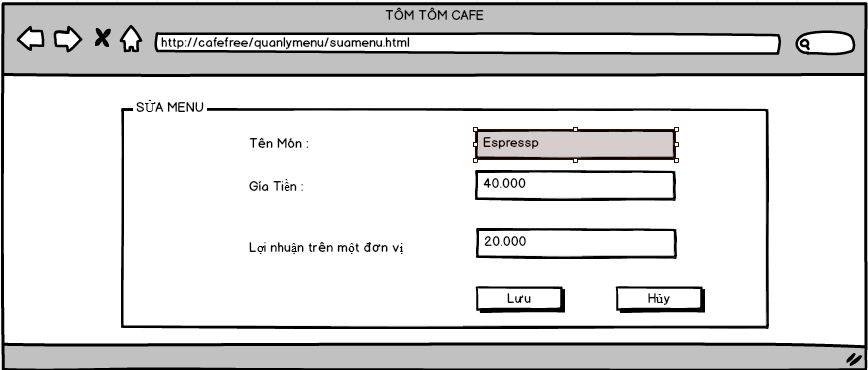 TÔM TÔM CAFE
http://cafefree/quanlymenu/suamenu.html
SỬA MENU
Tên Món :
Espressp
Gía Tiền :
40.000
Lợi nhuận trên một đơn vị
20.000
Lưu
Hủy